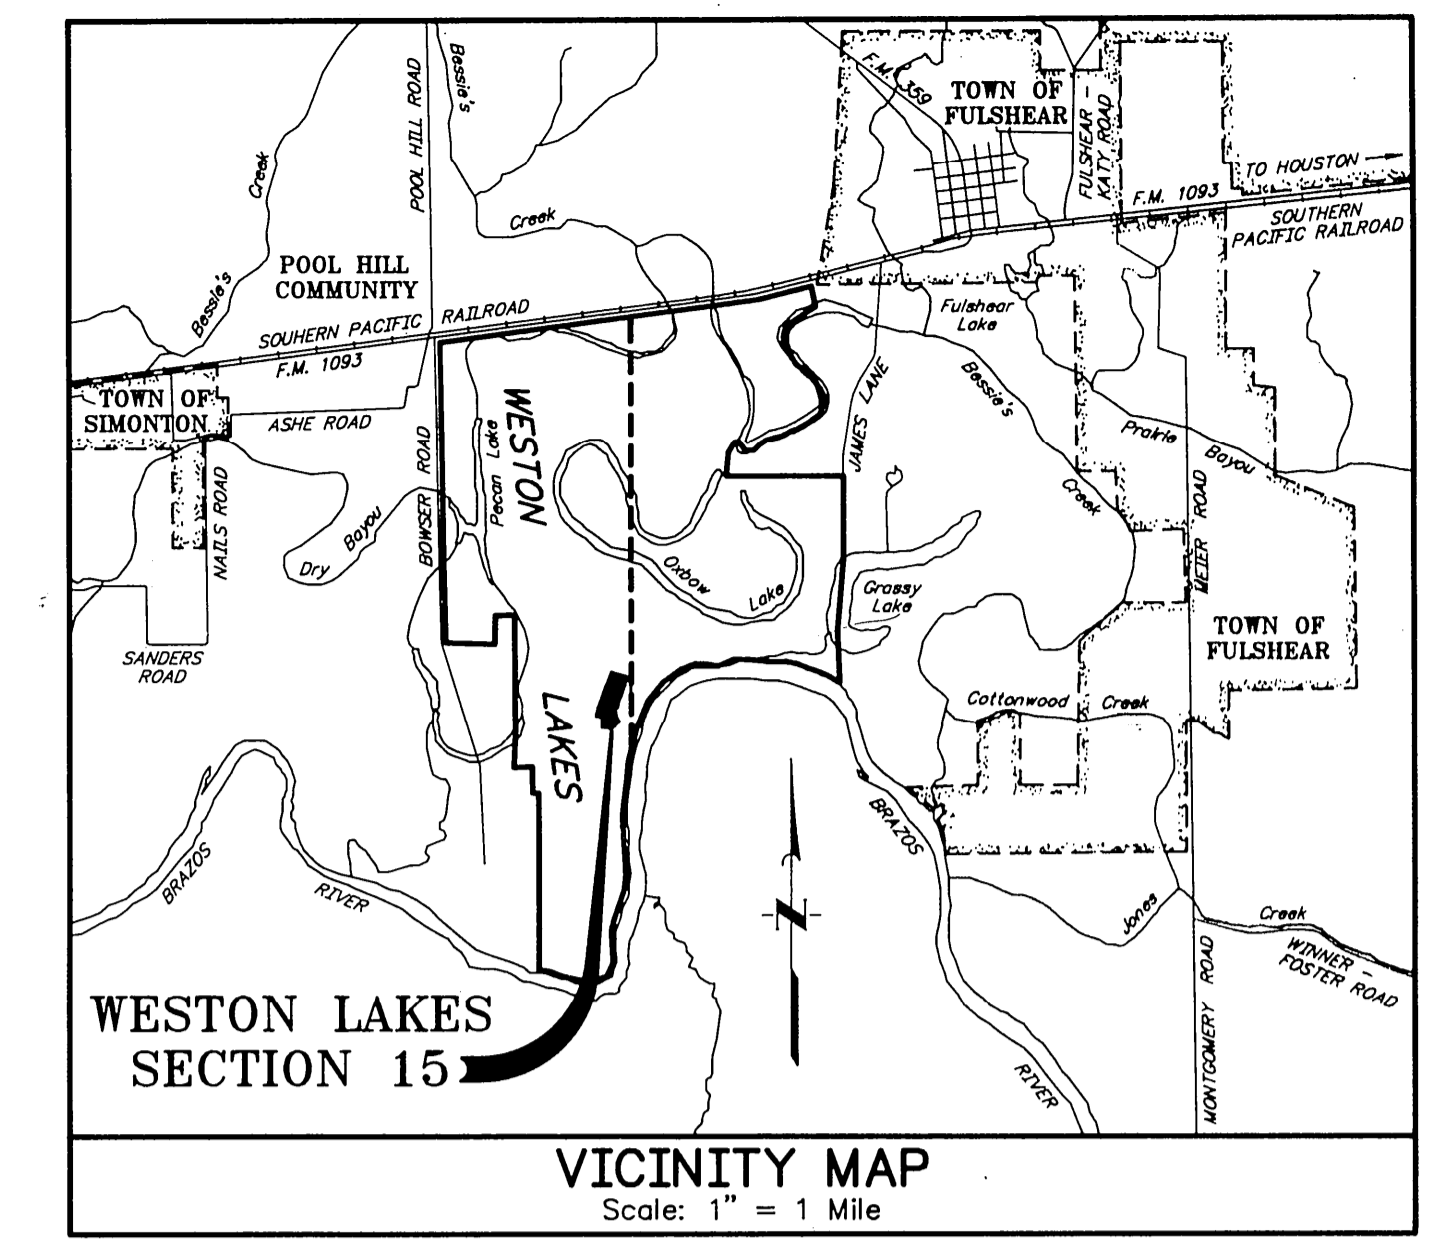 Bessie's
POOL HILL ROAD
Creek
Creek
F.M. 359
TOWN OF
FULSHEAR
FULSHEAR -
KATY ROAD
TO HOUSTON
F.M. 1093
SOUTHERN
PACIFIC RAILROAD
POOL HILL
COMMUNITY
Bessie's
SOUHERN PACIFIC RAILROAD
F.M. 1093
Fulshear
Lake
TOWN OF
SIMONTON
ASHE ROAD
NAILS ROAD
BOWSER ROAD
Pecan Lake
WESTON
LAKES
JAMES LANE
Bessie's
Creek
Prairie
Bayou
MEIER ROAD
Dry
Bayou
Oxbow
Lake
Grassy
Lake
SANDERS
ROAD
TOWN OF
FULSHEAR
Cottonwood Creek
BRAZOS
RIVER
BRAZOS
RIVER
N
Jones
Creek
WINNER -
FOSTER ROAD
MONTGOMERY ROAD
WESTON LAKES
SECTION 15
VICINITY MAP
Scale: 1" = 1 Mile